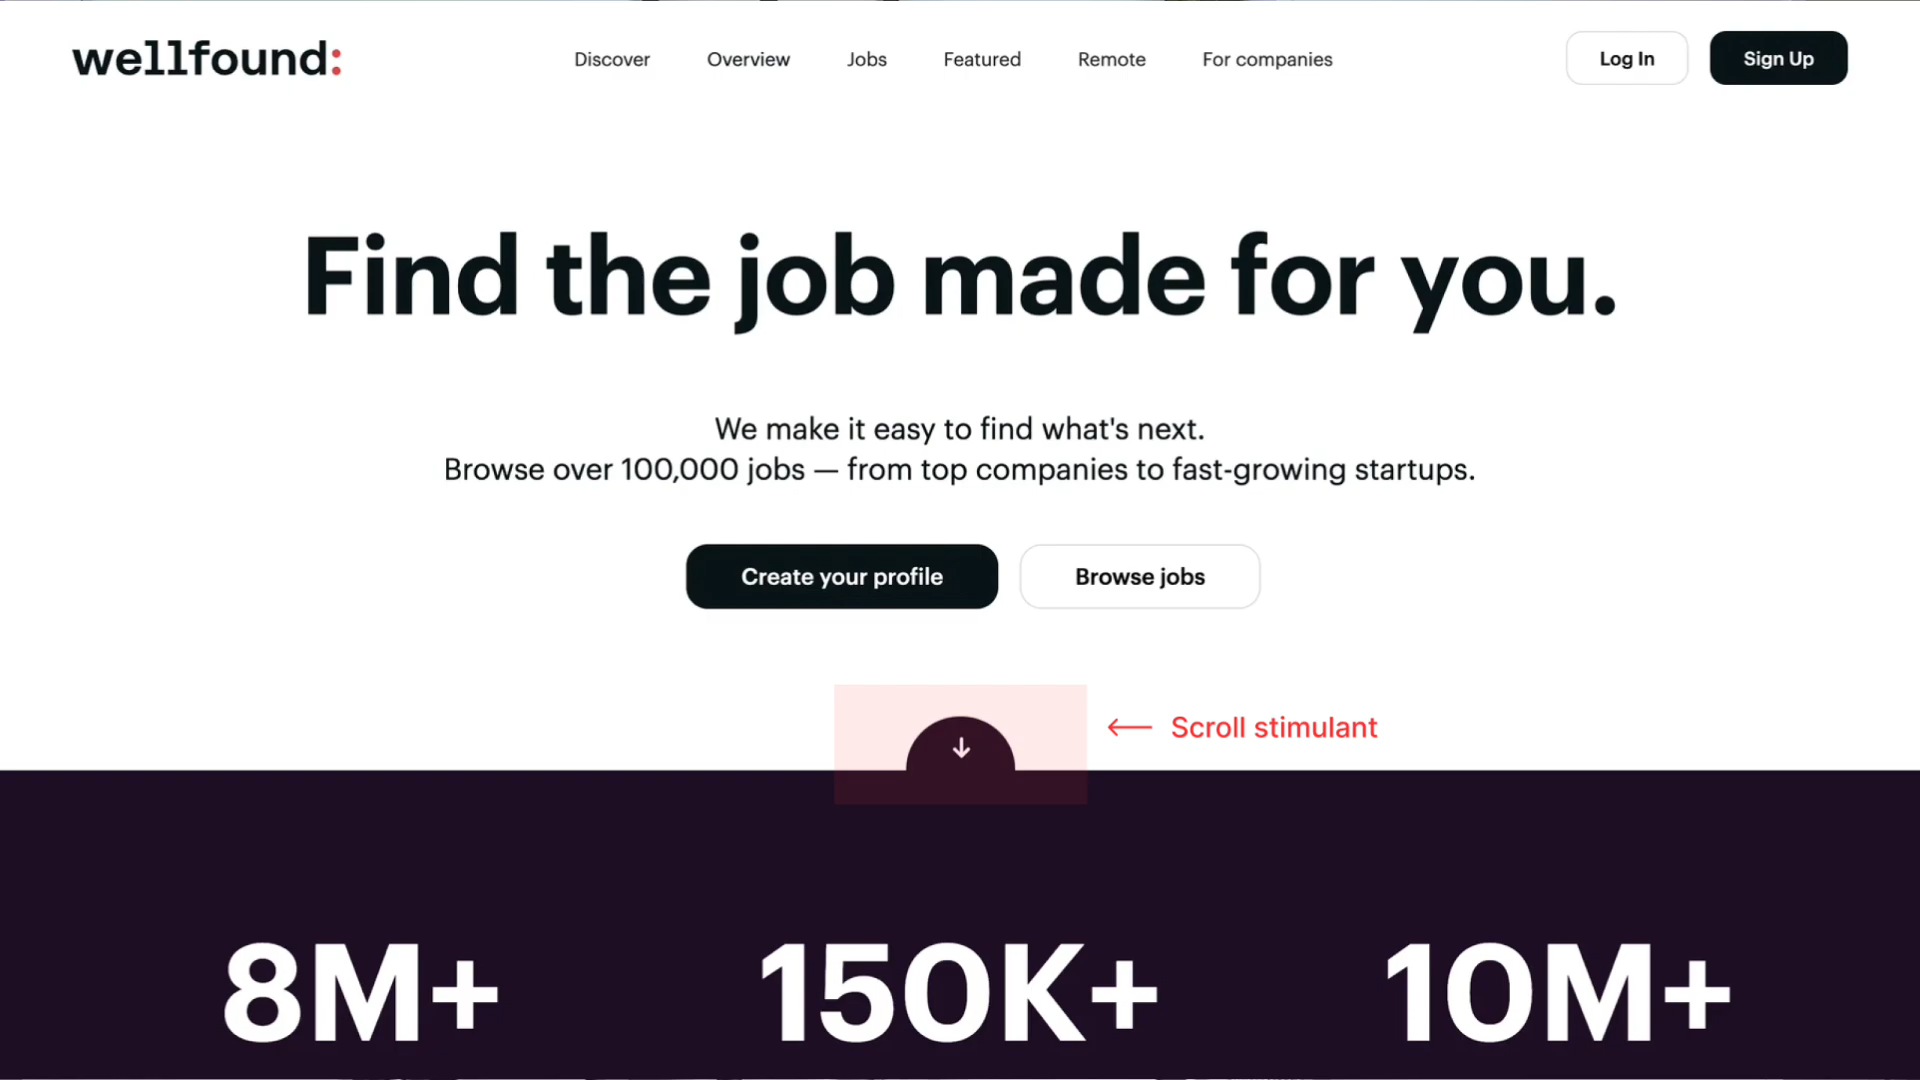 wellfound:
Discover
Overview
Jobs
Featured
Remote
For companies
Log In
Sign Up
Find the job made for you.
We make it easy to find what's next.
Browse over 100,000 jobs — from top companies to fast-growing startups.
Create your profile
Browse jobs
Scroll stimulant
8M+
150K+
10M+